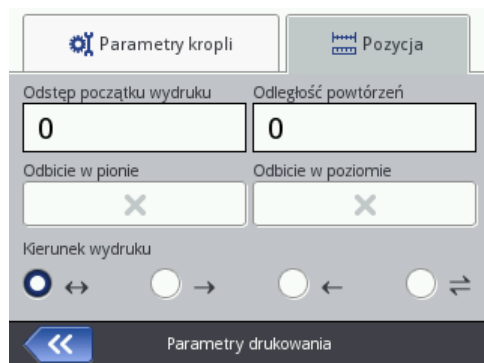 Parametry kropli
Pozycja
Odstęp początku wydruku
Odległość powtórzeń
0
0
Odbicie w pionie
Odbicie w poziomie
Kierunek wydruku
↔ → ← ⇌
Parametry drukowania